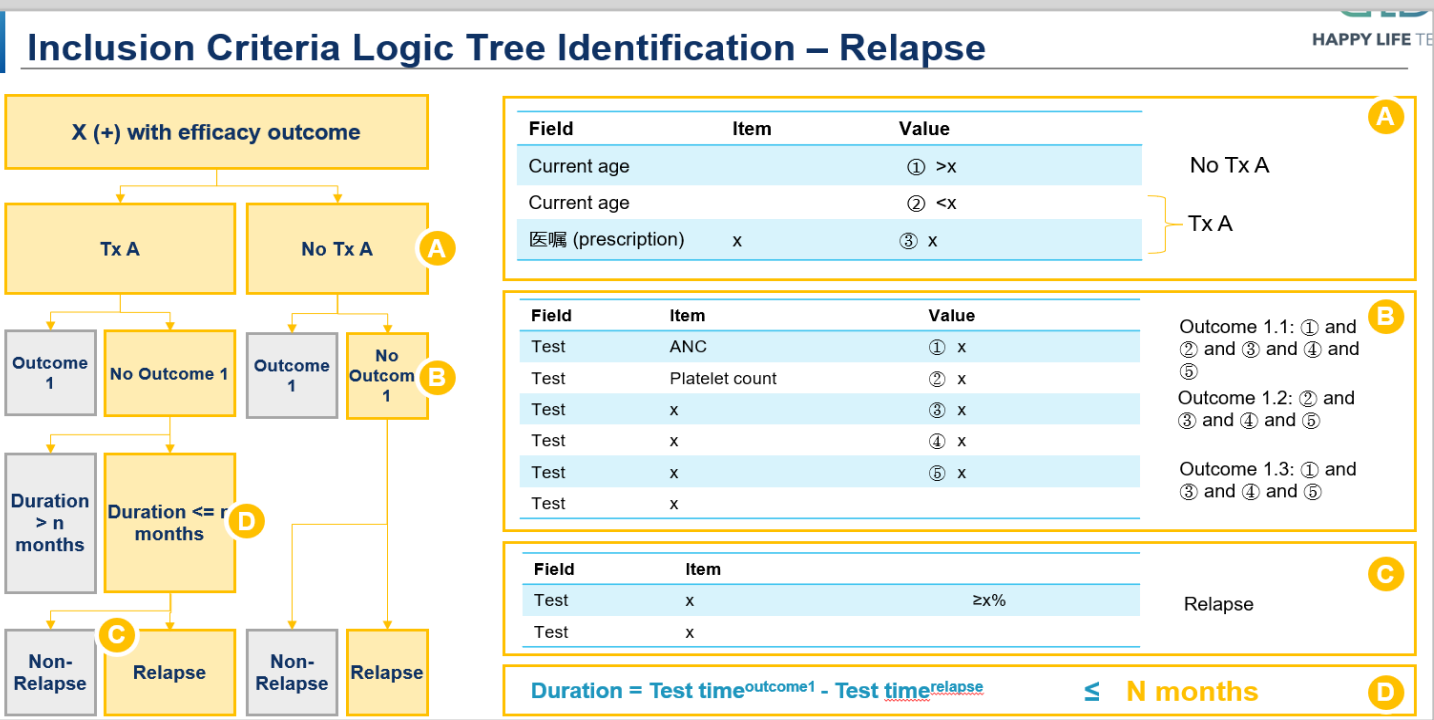 Inclusion Criteria Logic Tree Identification – Relapse
HAPPY LIFE TE
X (+) with efficacy outcome
Tx A
No Tx A
A
Outcome
1
No Outcome 1
Outcome
1
No
Outcom
1
B
Duration
> n
months
Duration <= n
months
D
C
Non-
Relapse
Relapse
Non-
Relapse
Relapse
A
Field Item Value
Current age ① >x
Current age ② <x
医嘱 (prescription) x ③ x
No Tx A
Tx A
B
Field Item Value
Test ANC ① x
Test Platelet count ② x
Test x ③ x
Test x ④ x
Test x ⑤ x
Test x
Outcome 1.1: ① and
② and ③ and ④ and
⑤
Outcome 1.2: ② and
③ and ④ and ⑤
Outcome 1.3: ① and
③ and ④ and ⑤
C
Field Item
Test x ≥x%
Test x
Relapse
Duration = Test time outcome1 - Test time relapse ≤ N months
D